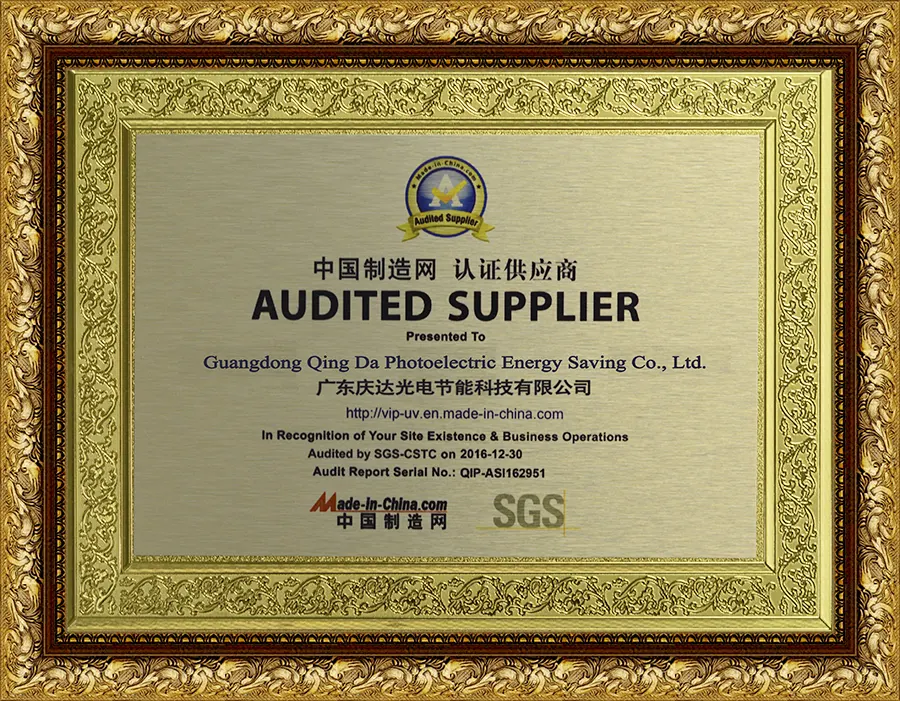 Made-in-China.com
A
Audited Supplier
中国制造网 认证供应商
AUDITED SUPPLIER
Presented To
Guangdong Qing Da Photoelectric Energy Saving Co., Ltd.
广东庆达光电节能科技有限公司
http://vip-uv.en.made-in-china.com
In Recognition of Your Site Existence & Business Operations
Audited by SGS-CSTC on 2016-12-30
Audit Report Serial No.: QIP-ASI162951
Made-in-China.com
中国制造网
SGS